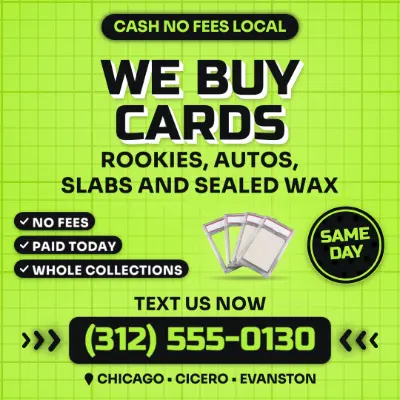 CASH NO FEES LOCAL
WE BUY
CARDS
ROOKIES, AUTOS,
SLABS AND SEALED WAX
✓ NO FEES
✓ PAID TODAY
✓ WHOLE COLLECTIONS
SAME
DAY
TEXT US NOW
(312) 555-0130
CHICAGO • CICERO • EVANSTON